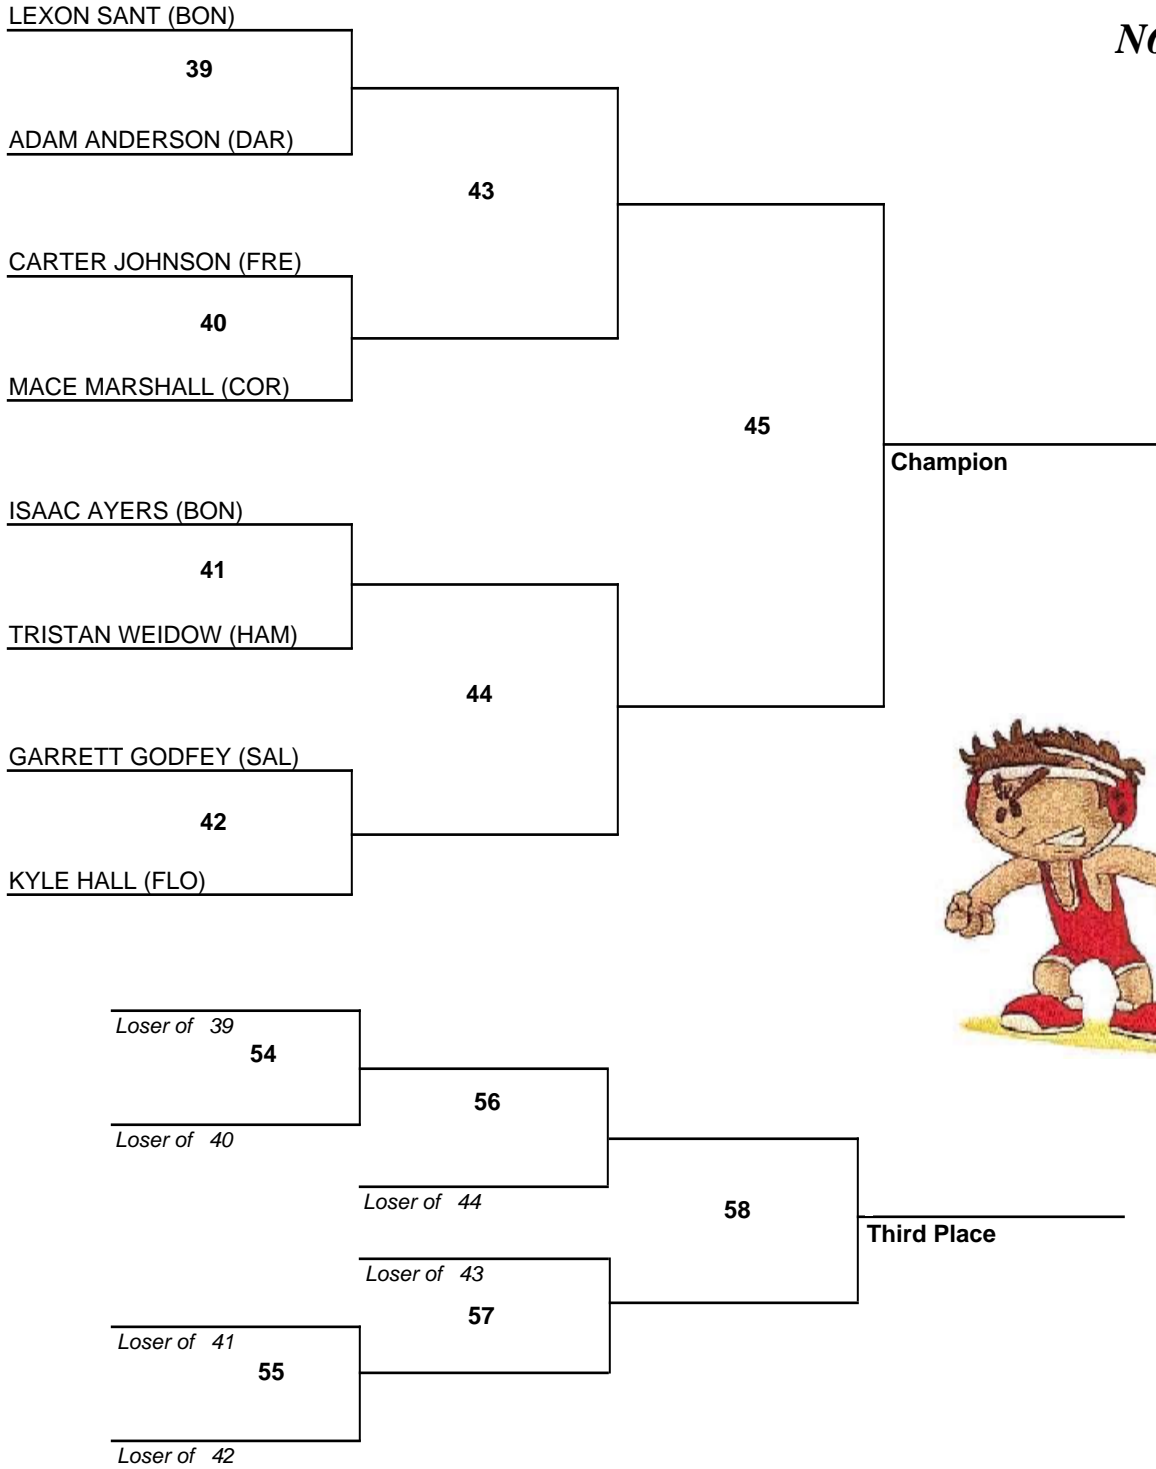 LEXON SANT (BON)
39
ADAM ANDERSON (DAR)
43
CARTER JOHNSON (FRE)
40
MACE MARSHALL (COR)
45
Champion
ISAAC AYERS (BON)
41
TRISTAN WEIDOW (HAM)
44
GARRETT GODFEY (SAL)
42
KYLE HALL (FLO)
Loser of 39
54
56
Loser of 40
Loser of 44
58
Third Place
Loser of 43
57
Loser of 41
55
Loser of 42